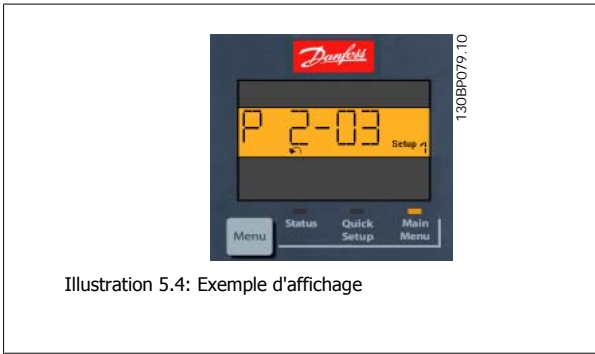 Danfoss
130BP079.10
P 2-03 Setup 1
Menu
Status Quick Setup Main Menu
Illustration 5.4: Exemple d'affichage